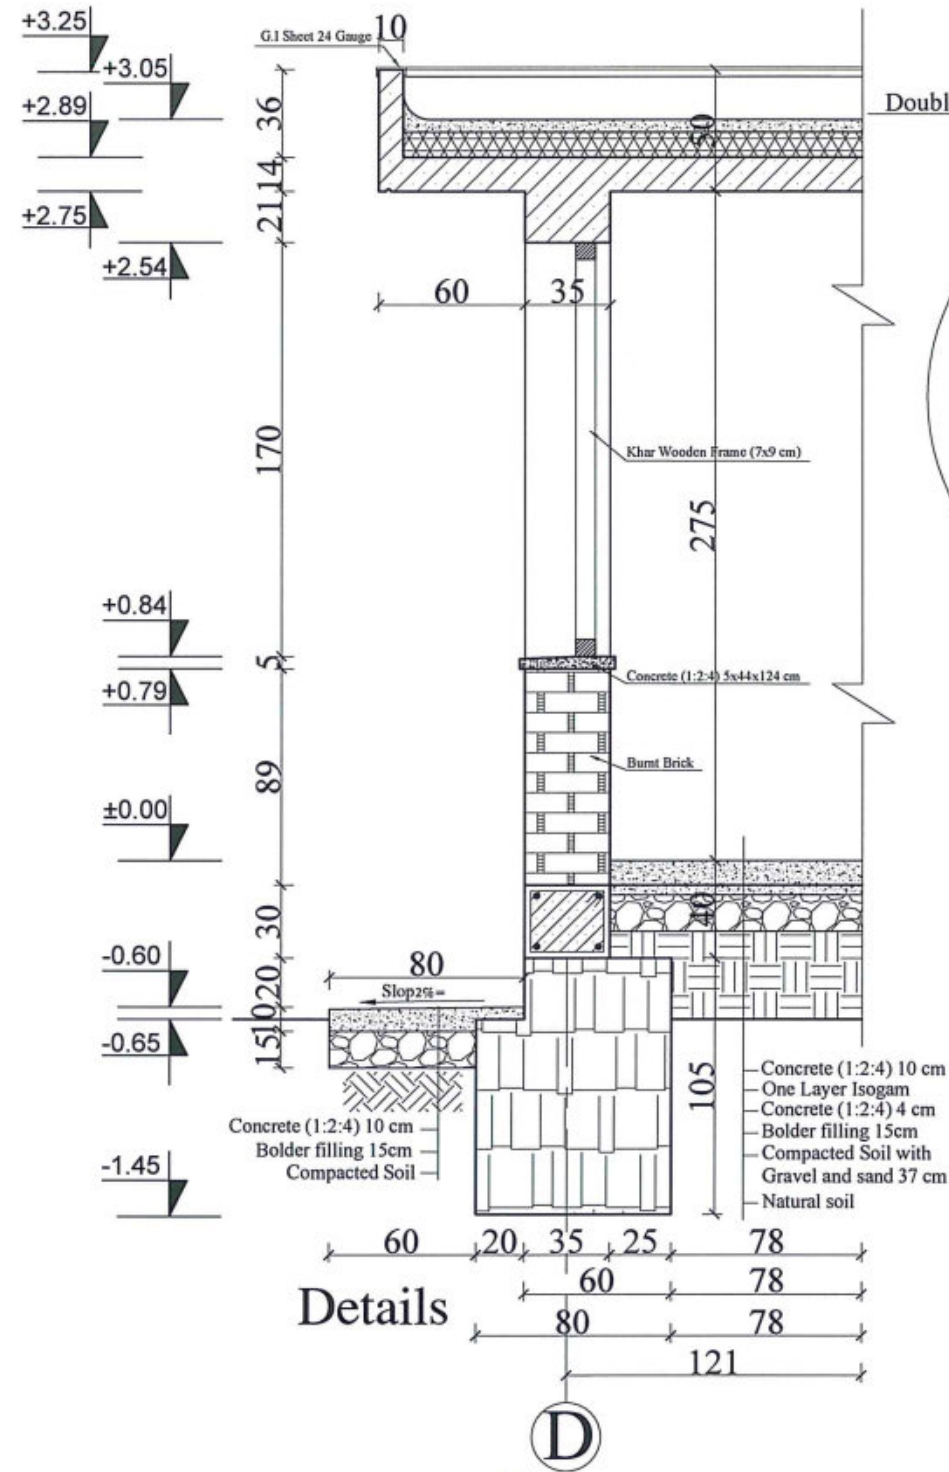 +3.25
10
G.I Sheet 24 Gauge
+3.05
+2.89
36
50
Doubl
14
21
+2.75
+2.54
60
35
170
Khar Wooden Frame (7x9 cm)
275
+0.84
5
+0.79
Concrete (1:2:4) 5x44x124 cm
89
Burnt Brick
±0.00
30
40
-0.60
20
80
Slop2%=
10
15
-0.65
105
Concrete (1:2:4) 10 cm
One Layer Isogam
Concrete (1:2:4) 4 cm
Bolder filling 15cm
Compacted Soil with
Gravel and sand 37 cm
Natural soil
Concrete (1:2:4) 10 cm
Bolder filling 15cm
Compacted Soil
-1.45
60
20
35
25
78
60
78
Details
80
78
121
D